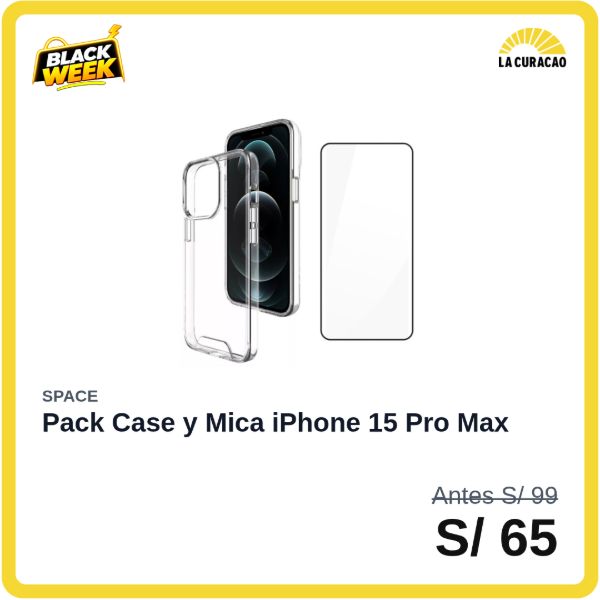 BLACK
WEEK
LA CURACAO
SPACE
Pack Case y Mica iPhone 15 Pro Max
Antes S/ 99
S/ 65